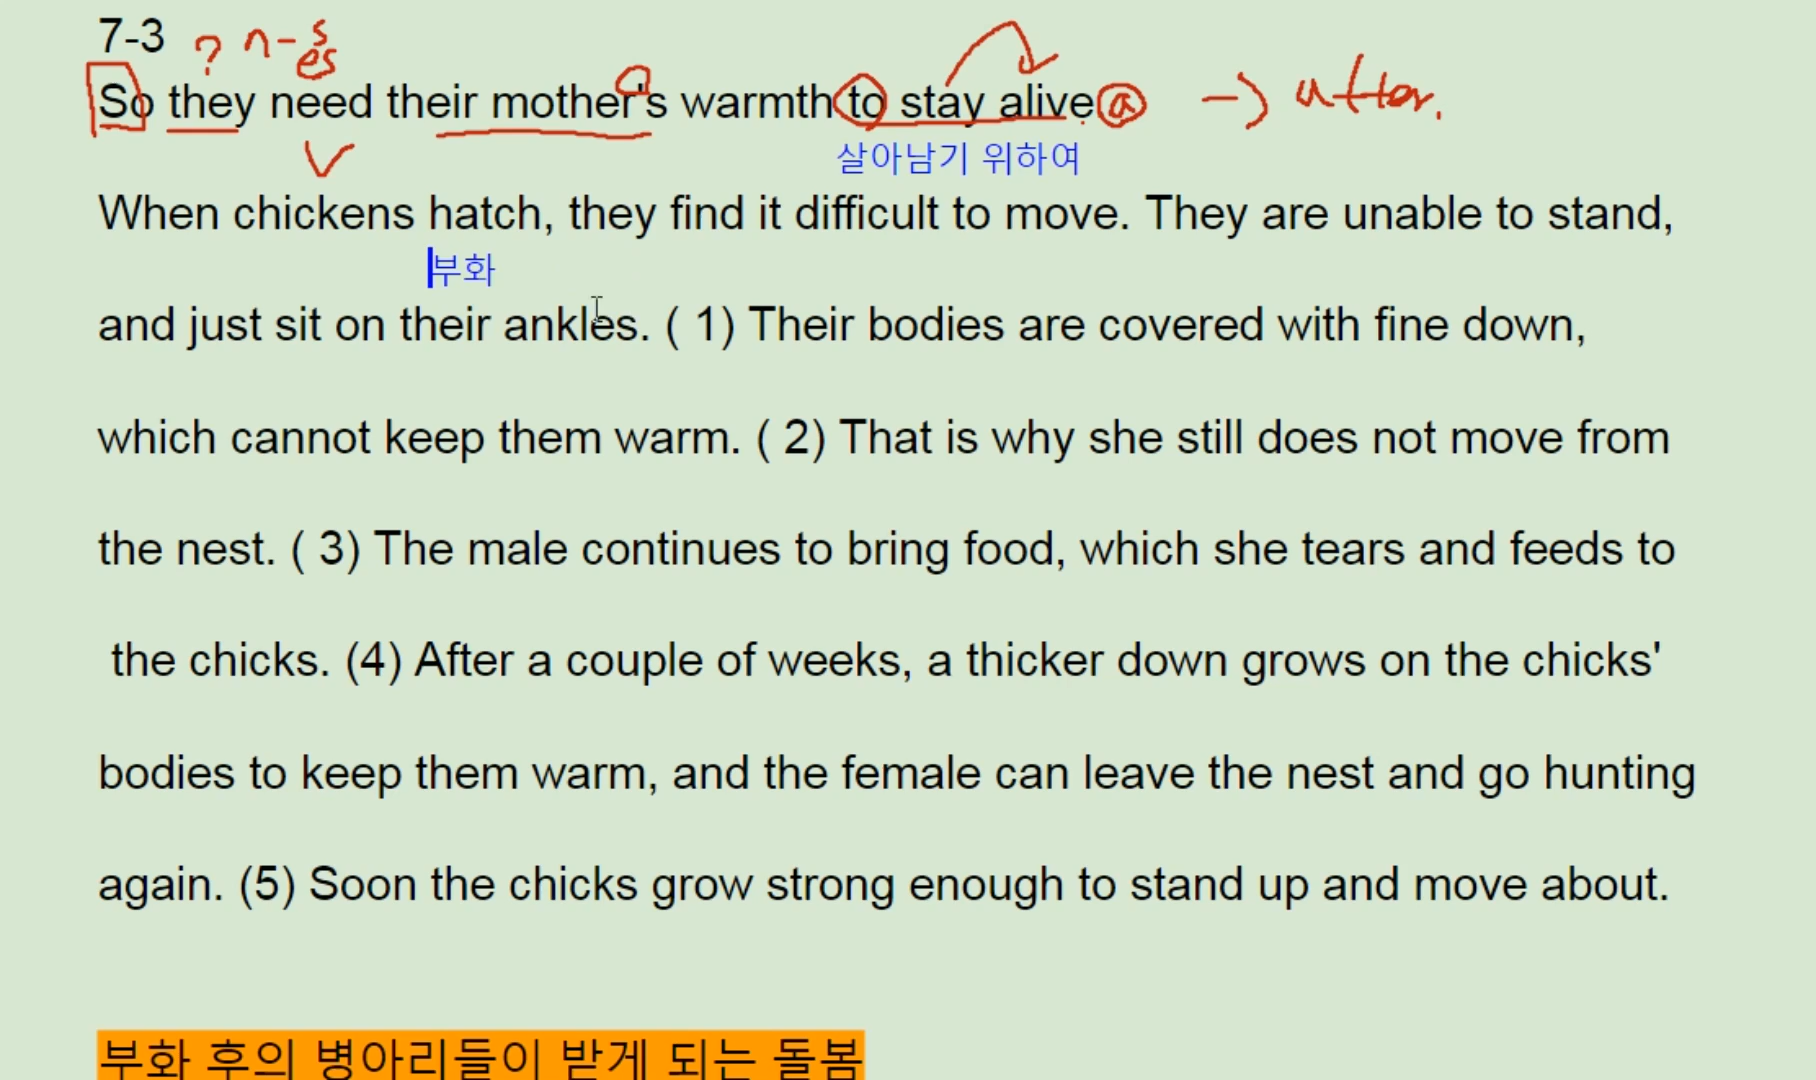 7-3
? n- s
es
So they need their mother's warmth to stay alive. ⓐ → after.
살아남기 위하여
When chickens hatch, they find it difficult to move. They are unable to stand,
부화
and just sit on their ankles. ( 1) Their bodies are covered with fine down,
which cannot keep them warm. ( 2) That is why she still does not move from
the nest. ( 3) The male continues to bring food, which she tears and feeds to
the chicks. (4) After a couple of weeks, a thicker down grows on the chicks'
bodies to keep them warm, and the female can leave the nest and go hunting
again. (5) Soon the chicks grow strong enough to stand up and move about.
부화 후의 병아리들이 받게 되는 돌봄